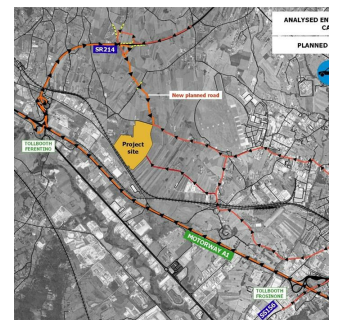 ANALYSED EN
CA
PLANNED
SR214
New planned road
Project
site
TOLLBOOTH
FERENTINO
MOTORWAY A1
TOLLBOOTH
FROSINONE
SS156